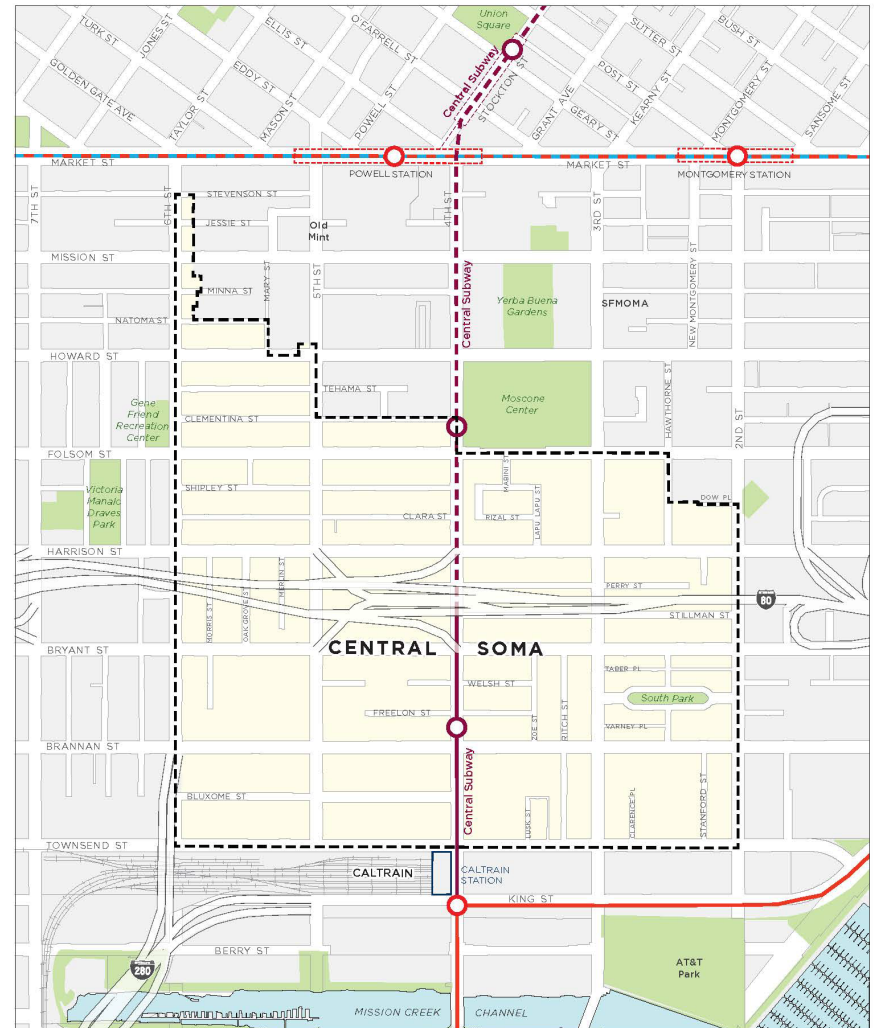 Union
Square
TURK ST
JONES ST
ELLIS ST
O'FARRELL ST
SUTTER ST
BUSH ST
GOLDEN GATE AVE
EDDY ST
Central Subway
POST ST
TAYLOR ST
MASON ST
POWELL ST
STOCKTON ST
GRANT AVE
GEARY ST
KEARNY ST
MONTGOMERY ST
SANSOME ST
MARKET ST
POWELL STATION
MARKET ST
MONTGOMERY STATION
7TH ST
6TH ST
STEVENSON ST
4TH ST
3RD ST
JESSIE ST
Old
Mint
MISSION ST
MARY ST
5TH ST
Central Subway
NEW MONTGOMERY ST
MINNA ST
Yerba Buena
Gardens
SFMOMA
NATOMA ST
HOWARD ST
TEHAMA ST
Moscone
Center
HAWTHORNE ST
2ND ST
Gene
Friend
Recreation
Center
CLEMENTINA ST
FOLSOM ST
SHIPLEY ST
MABINI ST
LAPU LAPU ST
DOW PL
Victoria
Manalo
Draves
Park
CLARA ST
RIZAL ST
HARRISON ST
MORRIS ST
OAK GROVE ST
MERLIN ST
PERRY ST
80
STILLMAN ST
BRYANT ST
CENTRAL SOMA
TABER PL
WELSH ST
South Park
FREELON ST
ZOE ST
RITCH ST
VARNEY PL
BRANNAN ST
Central Subway
BLUXOME ST
LUSK ST
CLARENCE PL
STANFORD ST
TOWNSEND ST
CALTRAIN
CALTRAIN
STATION
KING ST
BERRY ST
280
AT&T
Park
MISSION CREEK CHANNEL